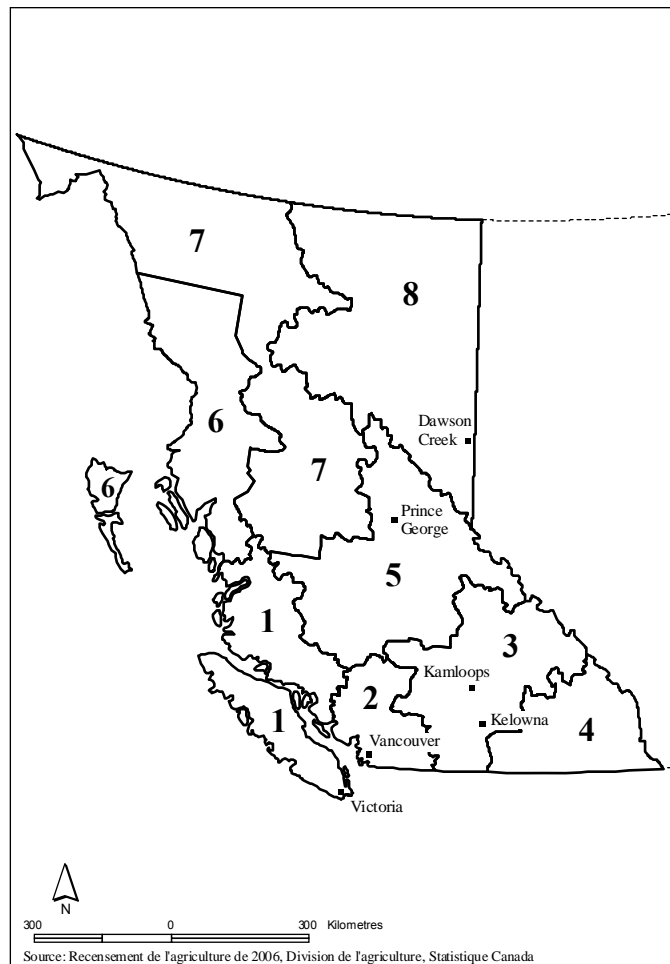 7
8
Dawson
Creek
6
6
7
Prince
George
5
1
3
Kamloops
2
1
Kelowna
4
Vancouver
Victoria
N
300 0 300 Kilometres
Source: Recensement de l'agriculture de 2006, Division de l'agriculture, Statistique Canada